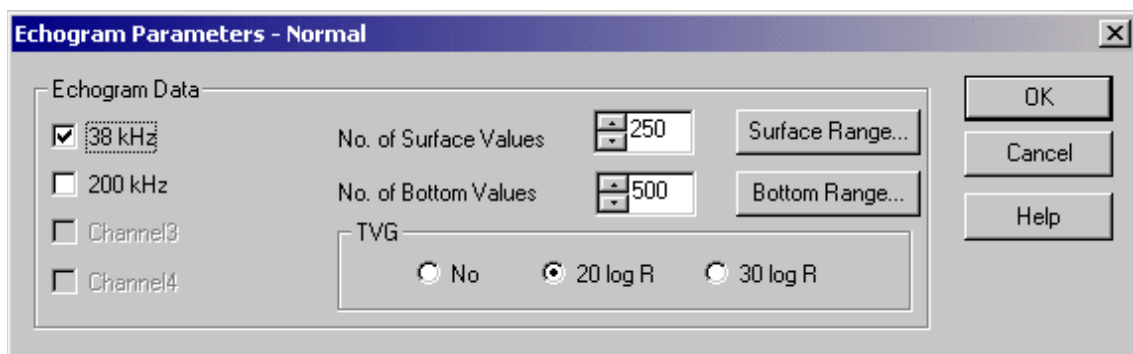 Echogram Parameters - Normal
Echogram Data
38 kHz
No. of Surface Values
250
Surface Range...
200 kHz
No. of Bottom Values
500
Bottom Range...
Channel3
Channel4
TVG
No
20 log R
30 log R
OK
Cancel
Help